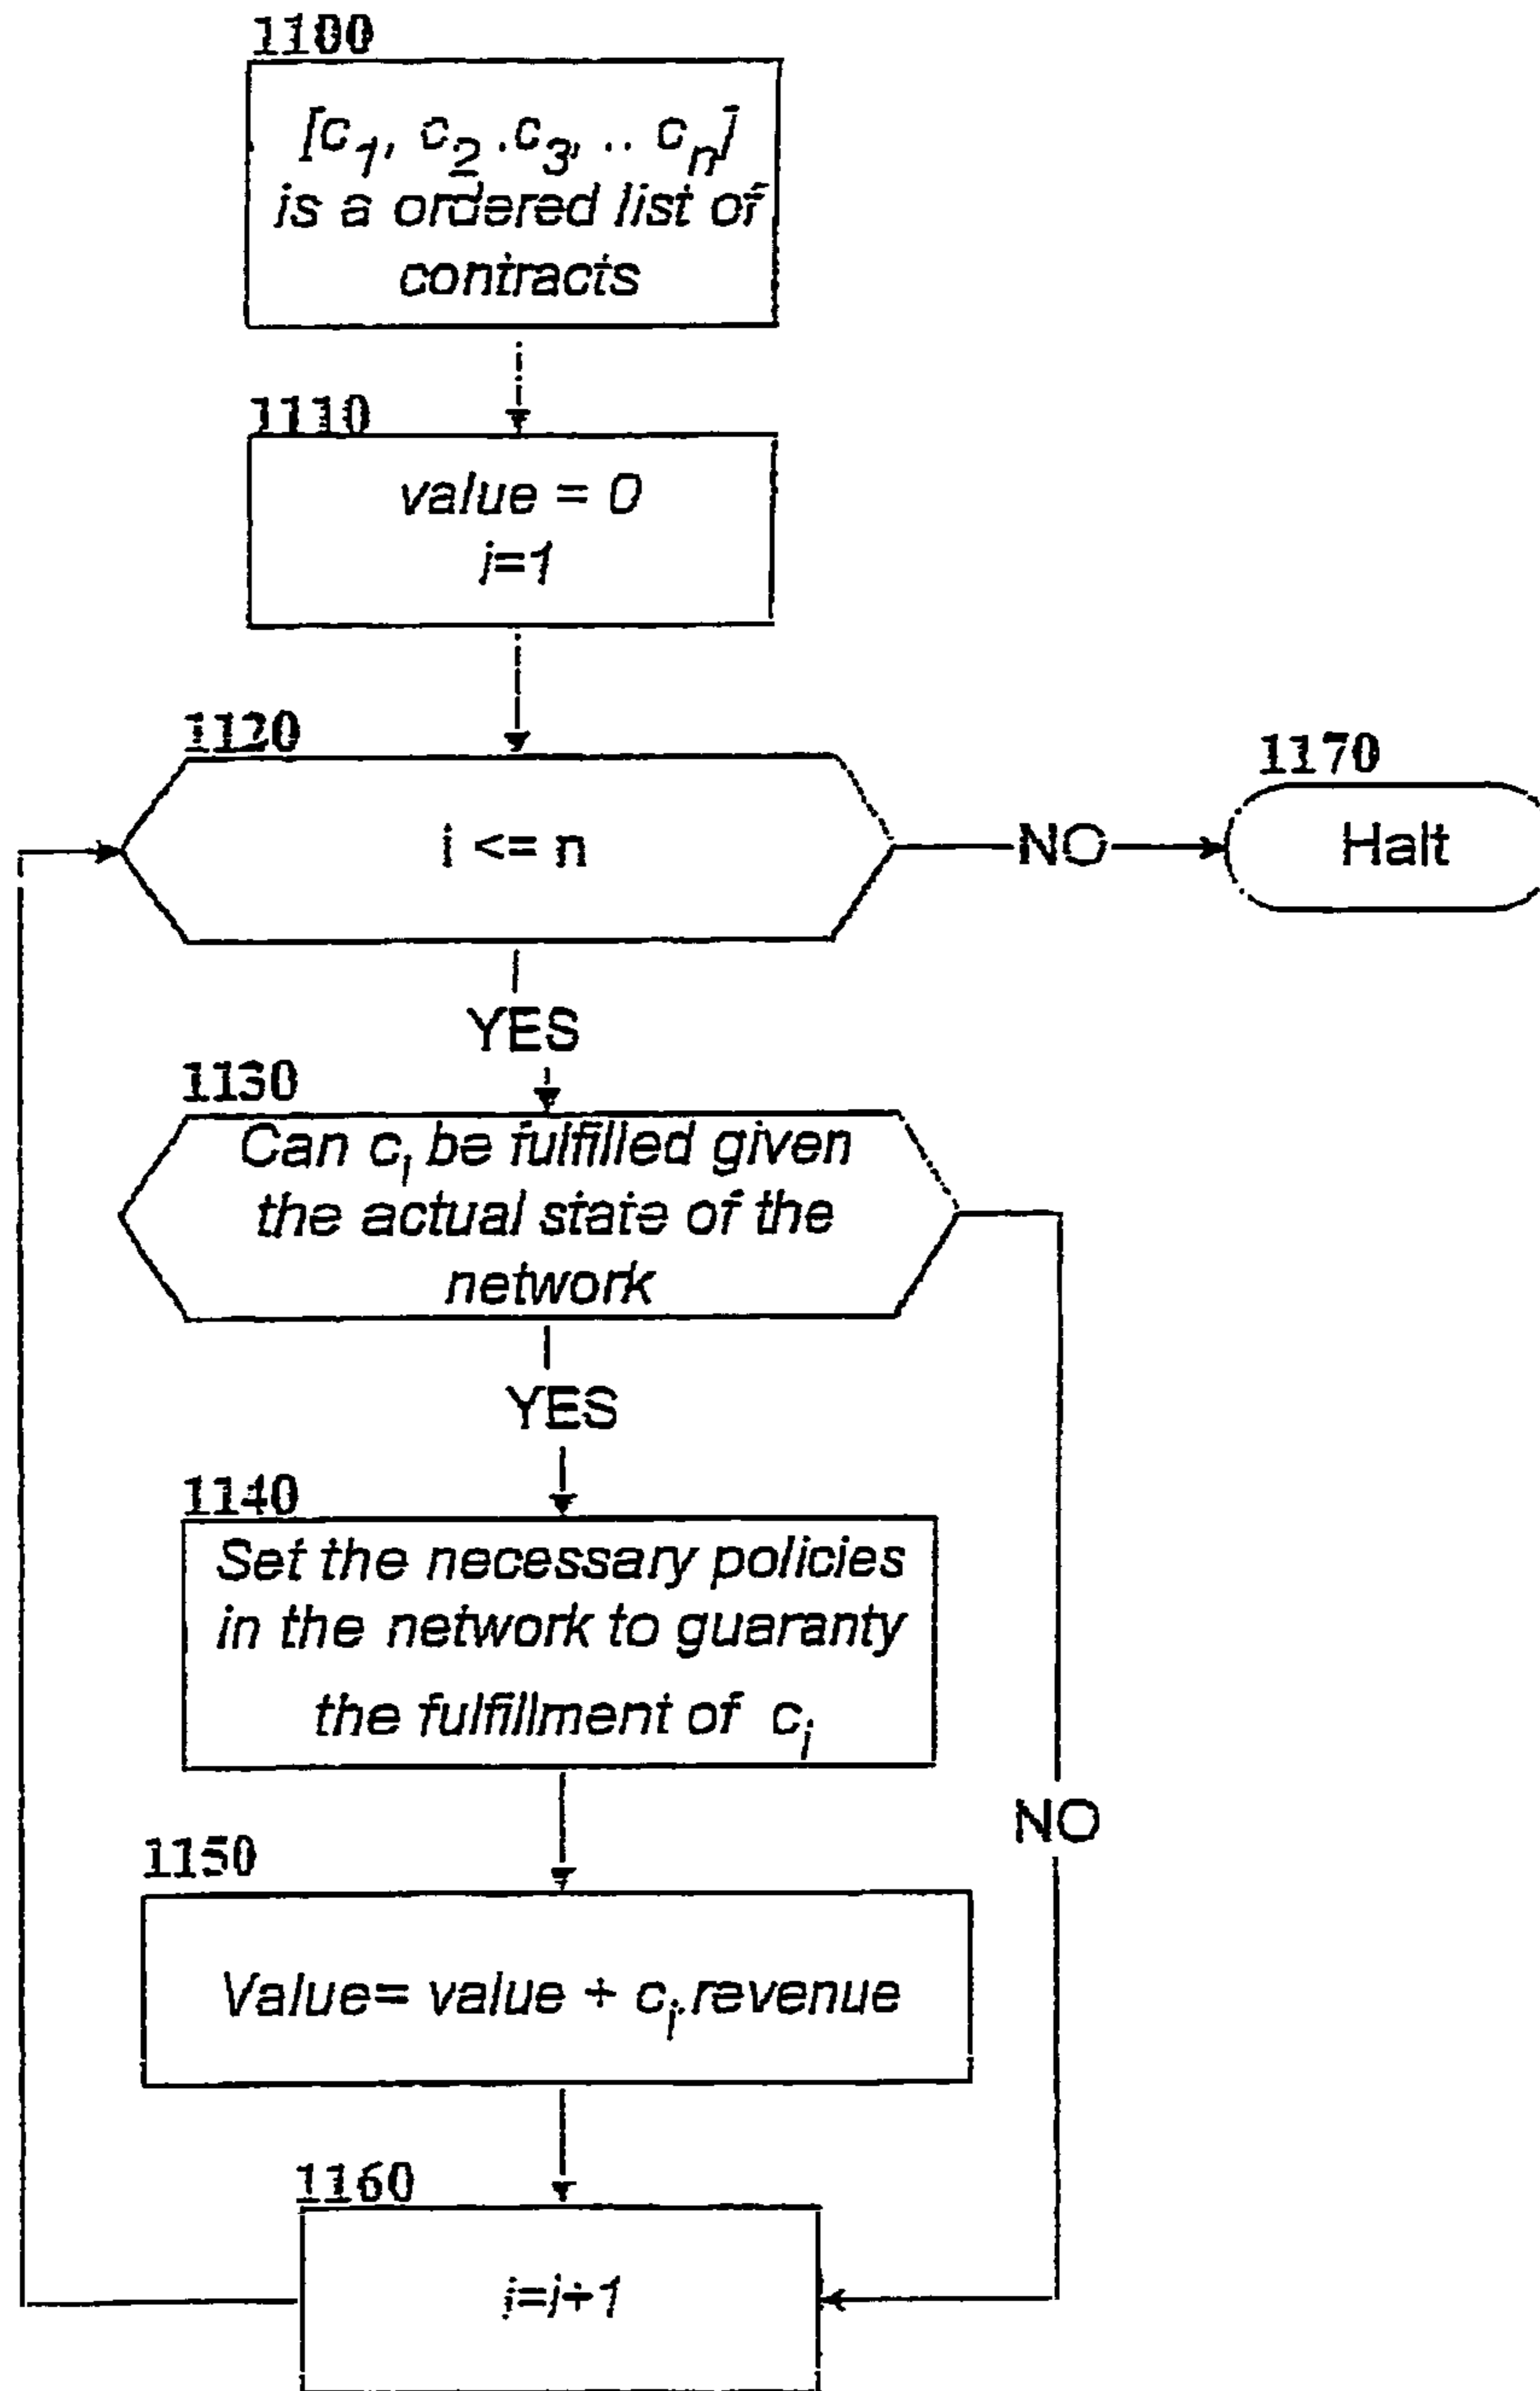 1100
[c1, c2 .c3, .. cn]
is a ordered list of
contracts
1110
value = 0
i=1
1120
i <= n
NO
1170
Halt
YES
1130
Can ci be fulfilled given
the actual state of the
network
YES
1140
Set the necessary policies
in the network to guaranty
the fulfillment of ci
NO
1150
Value= value + ci.revenue
1160
i=i+1